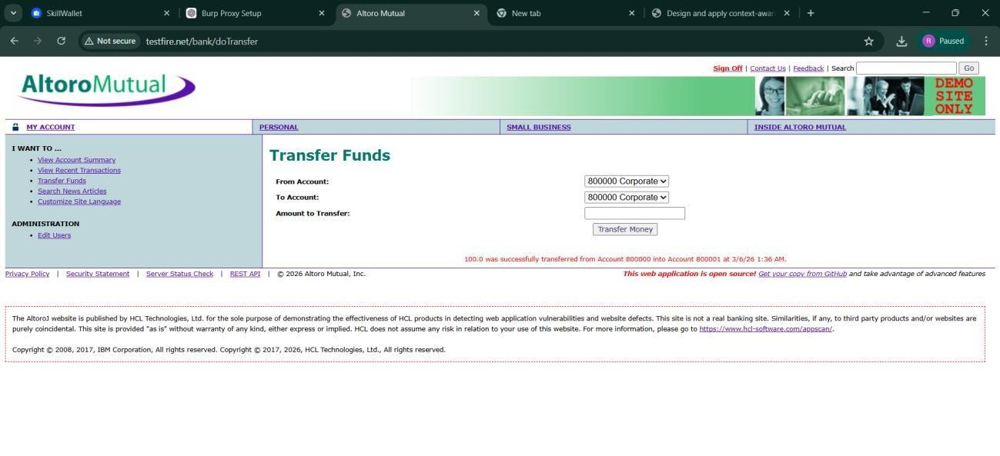 SkillWallet
Burp Proxy Setup
Altoro Mutual
New tab
Design and apply context-awar
Not secure
testfire.net/bank/doTransfer
R Paused
Sign Off | Contact Us | Feedback | Search
Go
AltoroMutual
DEMO
SITE
ONLY
MY ACCOUNT
PERSONAL
SMALL BUSINESS
INSIDE ALTORO MUTUAL
I WANT TO ...
• View Account Summary
• View Recent Transactions
• Transfer Funds
• Search News Articles
• Customize Site Language
ADMINISTRATION
• Edit Users
Transfer Funds
From Account:
800000 Corporate
To Account:
800000 Corporate
Amount to Transfer:
Transfer Money
100.0 was successfully transferred from Account 800000 into Account 800001 at 3/6/26 1:36 AM.
Privacy Policy | Security Statement | Server Status Check | REST API | © 2026 Altoro Mutual, Inc.
This web application is open source! Get your copy from GitHub and take advantage of advanced features
The AltoroJ website is published by HCL Technologies, Ltd. for the sole purpose of demonstrating the effectiveness of HCL products in detecting web application vulnerabilities and website defects. This site is not a real banking site. Similarities, if any, to third party products and/or websites are
purely coincidental. This site is provided "as is" without warranty of any kind, either express or implied. HCL does not assume any risk in relation to your use of this website. For more information, please go to https://www.hcl-software.com/appscan/.
Copyright © 2008, 2017, IBM Corporation, All rights reserved. Copyright © 2017, 2026, HCL Technologies, Ltd., All rights reserved.